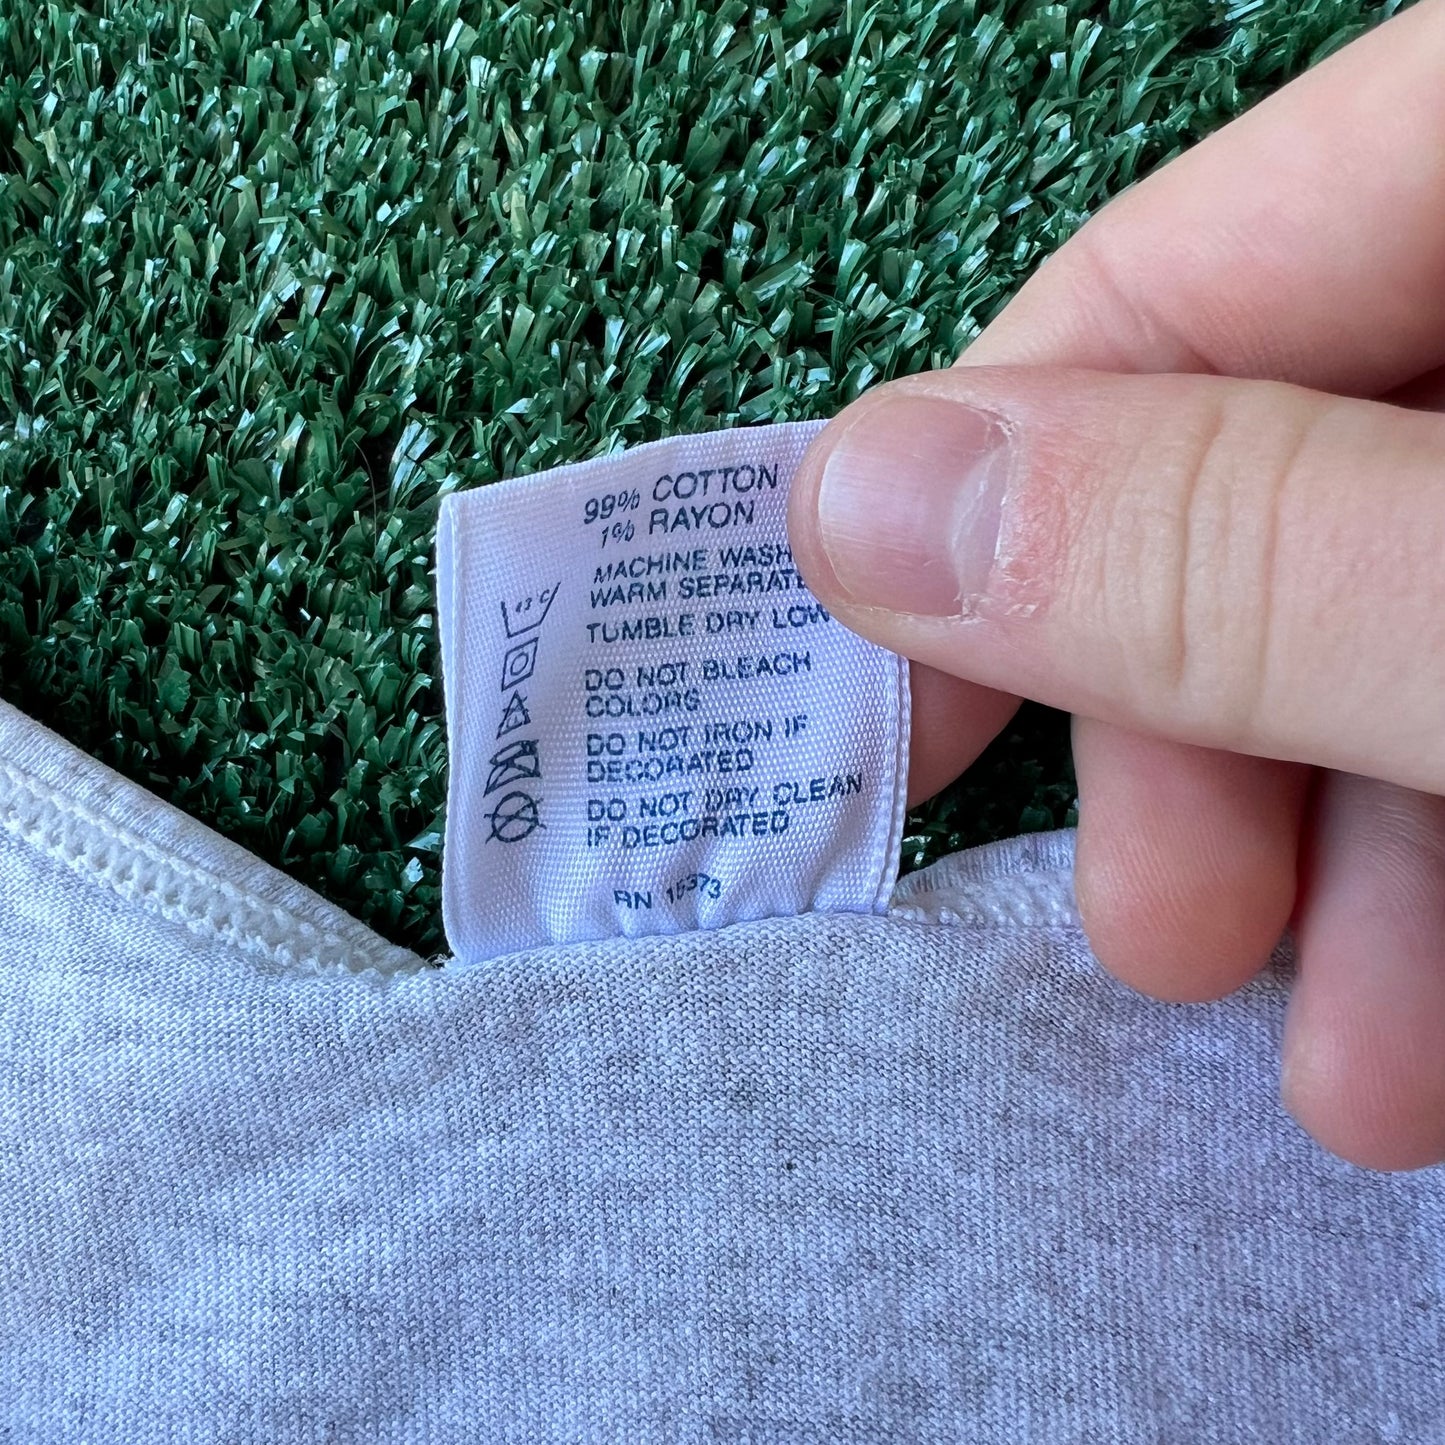 99% COTTON
1% RAYON
MACHINE WASH
WARM SEPARATE
TUMBLE DRY LOW
DO NOT BLEACH
COLORS
DO NOT IRON IF
DECORATED
DO NOT DRY CLEAN
IF DECORATED
RN 15373